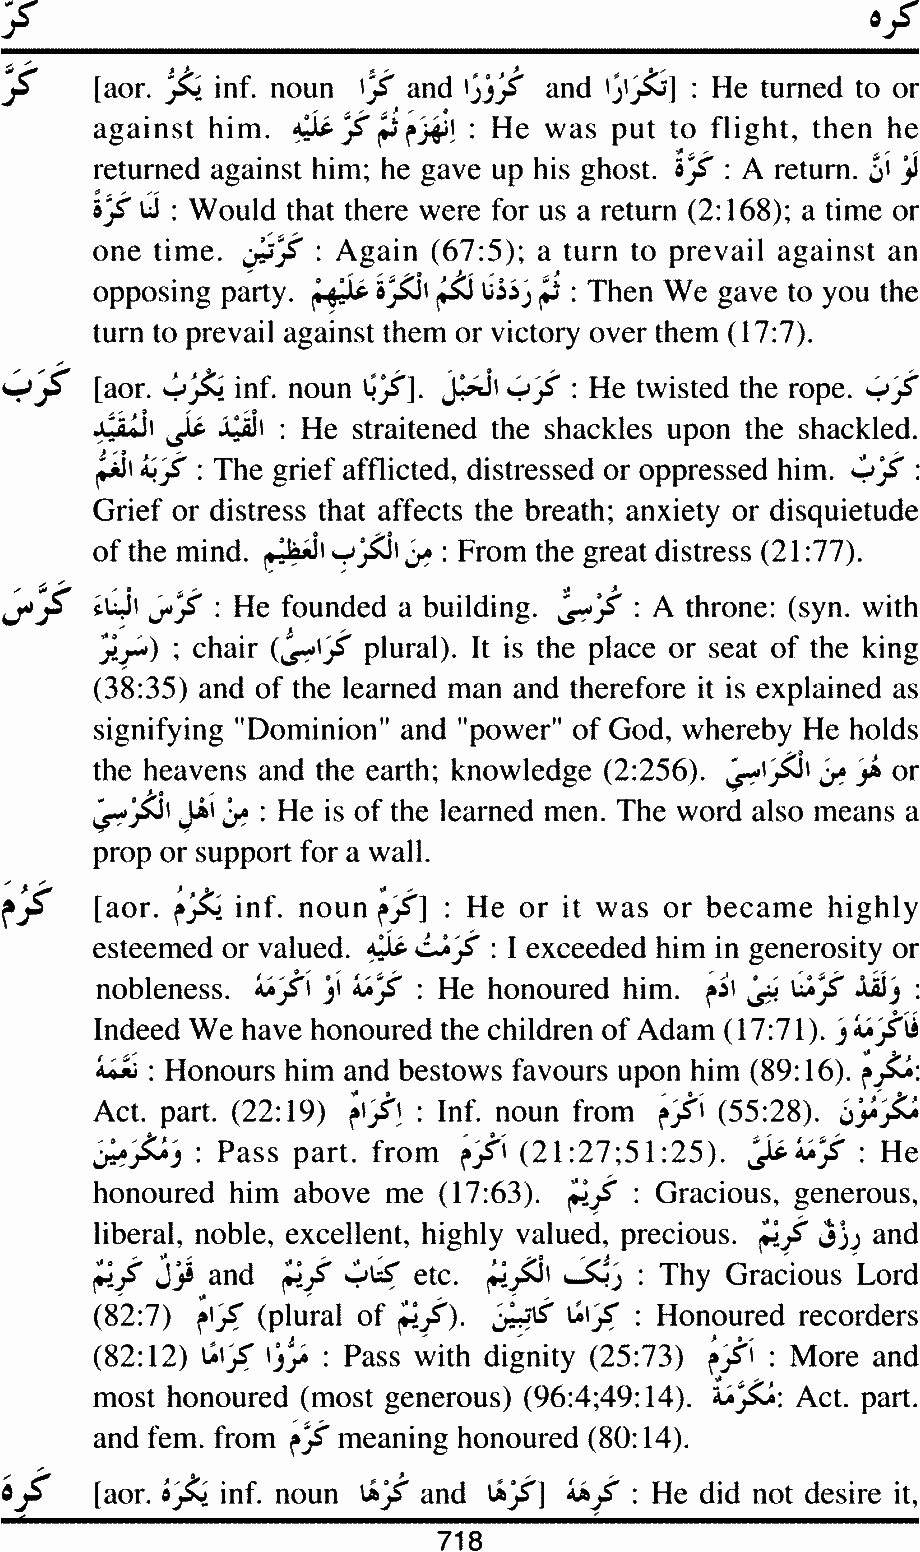 كرّ كره
كَرَّ [aor. يَكُرُّ inf. noun كَرًّا and كُرُوْرًا and تَكْرَارًا] : He turned to or
against him. اِنْهَزَمَ ثُمَّ كَرَّ عَلَيْهِ : He was put to flight, then he
returned against him; he gave up his ghost. كَرَّةٌ : A return. لَوْ اَنَّ
لَنَا كَرَّةً : Would that there were for us a return (2:168); a time or
one time. كَرَّتَيْنِ : Again (67:5); a turn to prevail against an
opposing party. ثُمَّ رَدَدْنَا لَكُمُ الْكَرَّةَ عَلَيْهِمْ : Then We gave to you the
turn to prevail against them or victory over them (17:7).
كَرَبَ [aor. يَكْرُبُ inf. noun كَرْبًا]. كَرَبَ الْحَبْلَ : He twisted the rope. كَرَبَ
الْقَيْدَ عَلَى الْمُقَيَّدِ : He straitened the shackles upon the shackled.
كَرَبَهُ الْغَمُّ : The grief afflicted, distressed or oppressed him. كَرْبٌ :
Grief or distress that affects the breath; anxiety or disquietude
of the mind. مِنَ الْكَرْبِ الْعَظِيْمِ : From the great distress (21:77).
كَرَّسَ كَرَّسَ الْبِنَاءَ : He founded a building. كُرْسِيٌّ : A throne: (syn. with
سَرِيْرٌ) ; chair (كَرَاسِيُّ plural). It is the place or seat of the king
(38:35) and of the learned man and therefore it is explained as
signifying "Dominion" and "power" of God, whereby He holds
the heavens and the earth; knowledge (2:256). هُوَ مِنَ الْكَرَاسِيِّ or
مِنْ اَهْلِ الْكُرْسِيِّ : He is of the learned men. The word also means a
prop or support for a wall.
كَرُمَ [aor. يَكْرُمُ inf. noun كَرَمٌ] : He or it was or became highly
esteemed or valued. كَرَمْتُ عَلَيْهِ : I exceeded him in generosity or
nobleness. كَرَّمَهُ اَوْ اَكْرَمَهُ : He honoured him. وَ لَقَدْ كَرَّمْنَا بَنِيْ اٰدَمَ :
Indeed We have honoured the children of Adam (17:71). فَاَكْرَمَهُ وَ
نَعَّمَهُ : Honours him and bestows favours upon him (89:16). مُكْرِمٌ:
Act. part. (22:19) اِكْرَامٌ : Inf. noun from اَكْرَمَ (55:28). مُكْرَمُوْنَ
وَمُكْرَمِيْنَ : Pass part. from اَكْرَمَ (21:27;51:25). كَرَّمَهُ عَلَيَّ : He
honoured him above me (17:63). كَرِيْمٌ : Gracious, generous,
liberal, noble, excellent, highly valued, precious. رِزْقٌ كَرِيْمٌ and
قَوْلٌ كَرِيْمٌ and كِتَابٌ كَرِيْمٌ etc. رَبُّكَ الْكَرِيْمُ : Thy Gracious Lord
(82:7) كِرَامٌ (plural of كَرِيْمٌ). كِرَامًا كَاتِبِيْنَ : Honoured recorders
(82:12) مَرُّوْا كِرَامًا : Pass with dignity (25:73) اَكْرَمُ : More and
most honoured (most generous) (96:4;49:14). مُكَرَّمَةٌ: Act. part.
and fem. from كَرَّمَ meaning honoured (80:14).
كَرِهَ [aor. يَكْرَهُ inf. noun كُرْهًا and كَرْهًا] كَرِهَهُ : He did not desire it,
718